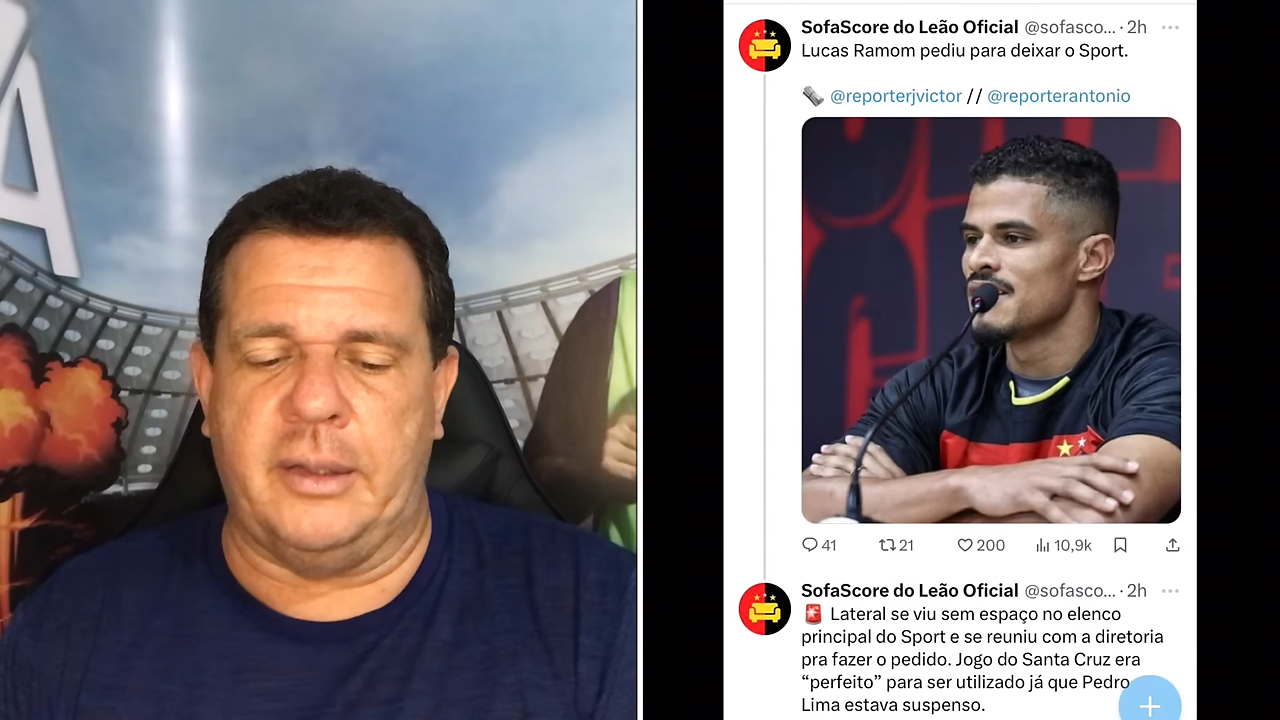 A
SofaScore do Leão Oficial @sofasco... · 2h
Lucas Ramom pediu para deixar o Sport.
@reporterjvictor // @reporterantonio
41 21 200 10,9k
SofaScore do Leão Oficial @sofasco... · 2h
Lateral se viu sem espaço no elenco
principal do Sport e se reuniu com a diretoria
pra fazer o pedido. Jogo do Santa Cruz era
“perfeito” para ser utilizado já que Pedro
Lima estava suspenso.